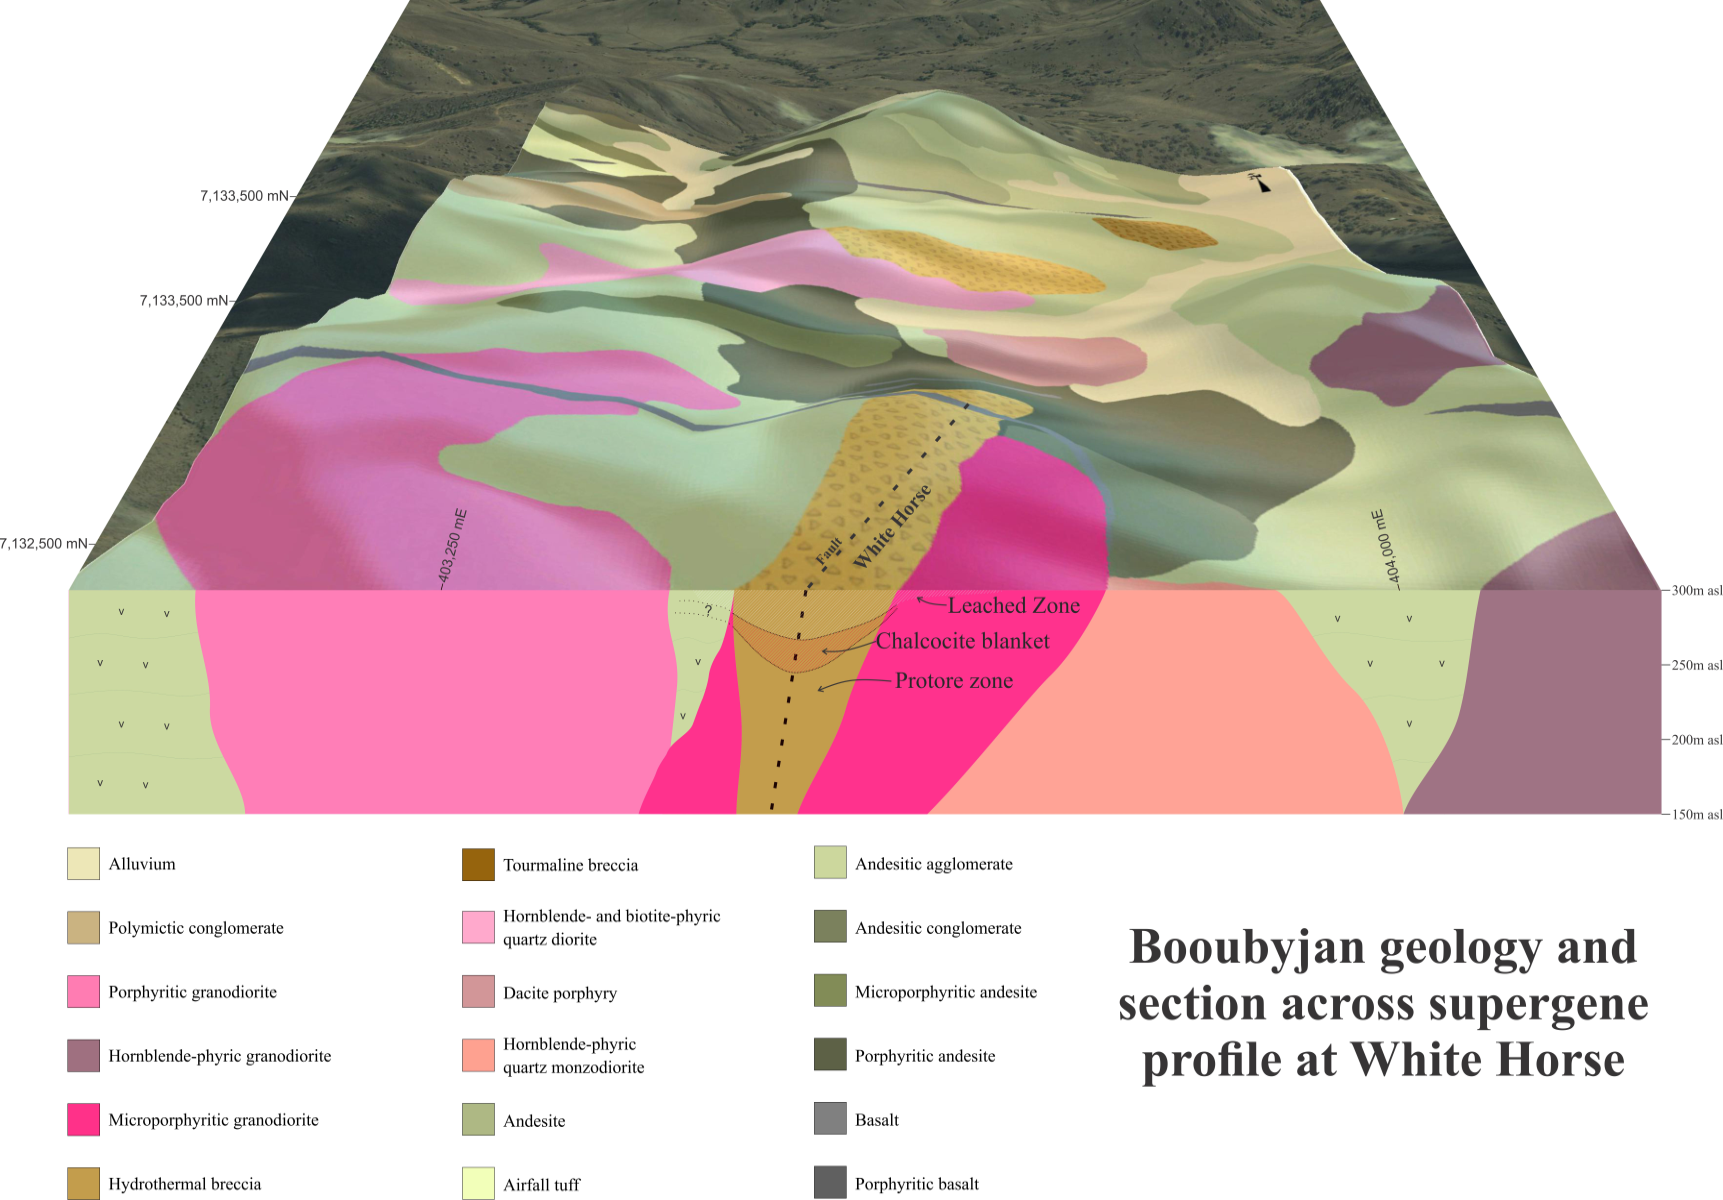 7,133,500 mN
7,133,500 mN
7,132,500 mN
403,250 mE
404,000 mE
Fault
White Horse
?
Leached Zone
Chalcocite blanket
Protore zone
v v
v v
v v
v v
v
v
v v
v v
v
300m asl
250m asl
200m asl
150m asl
Alluvium
Polymictic conglomerate
Porphyritic granodiorite
Hornblende-phyric granodiorite
Microporphyritic granodiorite
Hydrothermal breccia
Tourmaline breccia
Hornblende- and biotite-phyric
quartz diorite
Dacite porphyry
Hornblende-phyric
quartz monzodiorite
Andesite
Airfall tuff
Andesitic agglomerate
Andesitic conglomerate
Microporphyritic andesite
Porphyritic andesite
Basalt
Porphyritic basalt
Booubyjan geology and
section across supergene
profile at White Horse